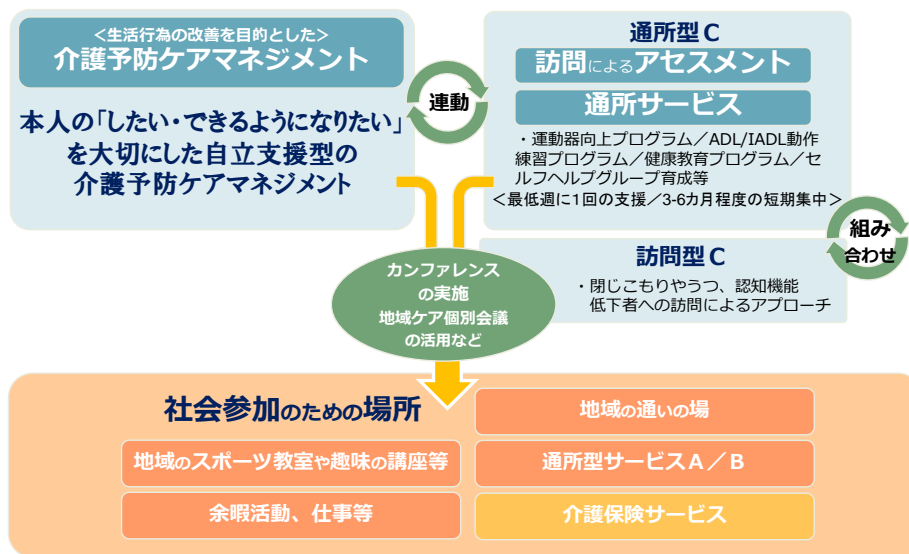 <生活行為の改善を目的とした>
介護予防ケアマネジメント
本人の「したい・できるようになりたい」
を大切にした自立支援型の
介護予防ケアマネジメント
連動
通所型C
訪問によるアセスメント
通所サービス
・運動器向上プログラム／ADL/IADL動作
練習プログラム／健康教育プログラム／セ
ルフヘルプグループ育成等
＜最低週に1回の支援／3-6カ月程度の短期集中＞
組み
合わせ
訪問型C
・閉じこもりやうつ、認知機能
低下者への訪問によるアプローチ
カンファレンス
の実施
地域ケア個別会議
の活用など
社会参加のための場所
地域の通いの場
地域のスポーツ教室や趣味の講座等
通所型サービスA／B
余暇活動、仕事等
介護保険サービス